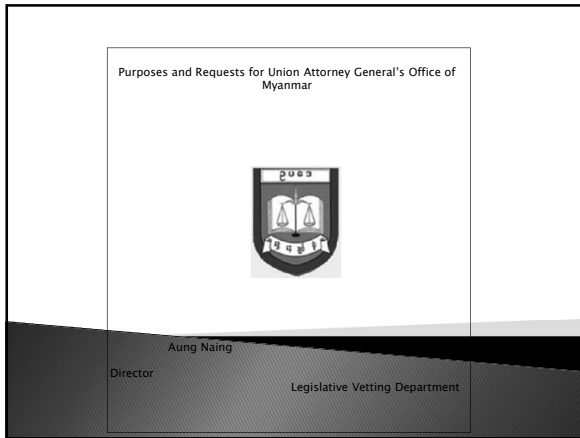 Purposes and Requests for Union Attorney General's Office of
Myanmar
Aung Naing
Director
Legislative Vetting Department